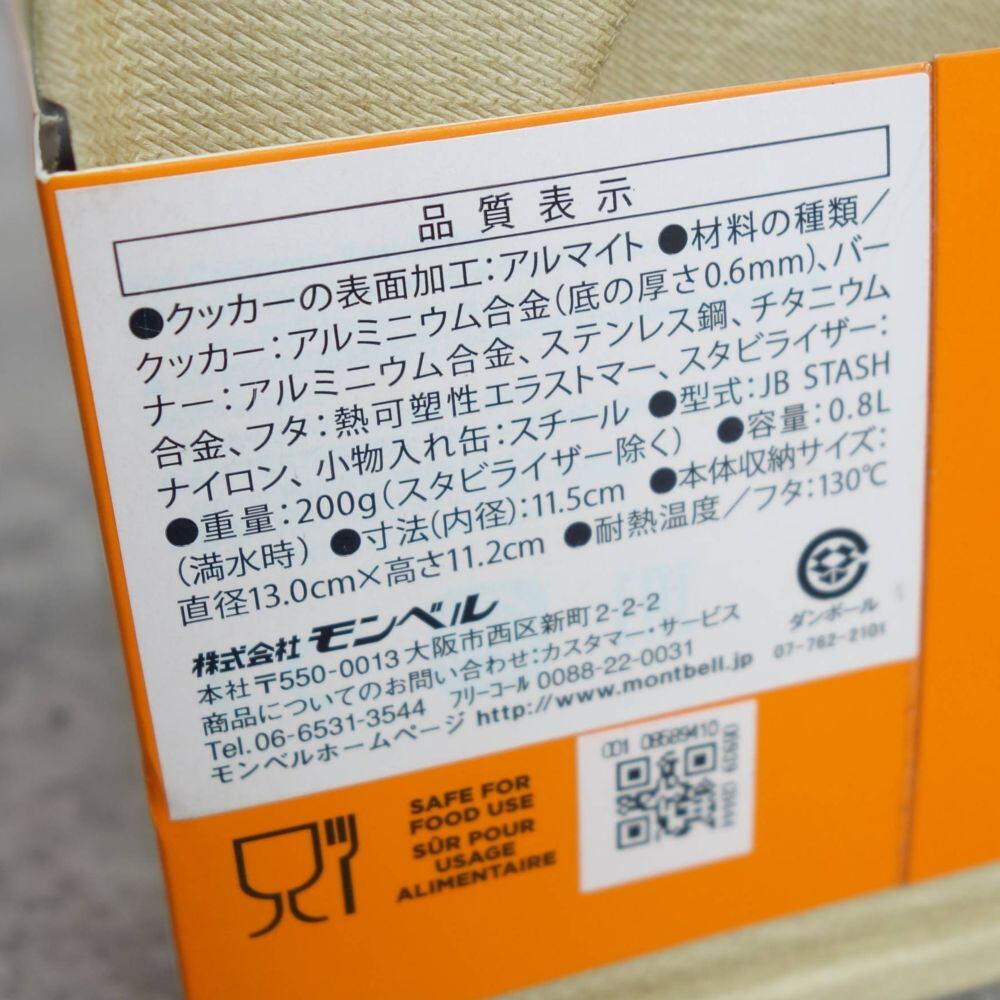 品質表示
●クッカーの表面加工:アルマイト ●材料の種類/
クッカー:アルミニウム合金(底の厚さ0.6mm)、バー
ナー:アルミニウム合金、ステンレス鋼、チタニウム
合金、フタ:熱可塑性エラストマー、スタビライザー:
ナイロン、小物入れ缶:スチール ●型式:JB STASH
●重量:200g(スタビライザー除く) ●容量:0.8L
(満水時) ●寸法(内径):11.5cm ●本体収納サイズ:
直径13.0cm×高さ11.2cm ●耐熱温度/フタ:130℃
株式会社 モンベル
本社 〒550-0013 大阪市西区新町2-2-2
商品についてのお問い合わせ:カスタマー・サービス
Tel.06-6531-3544 フリーコール 0088-22-0031
モンベルホームページ http://www.montbell.jp
ダンボール
07-762-2101
SAFE FOR
FOOD USE
SÛR POUR
USAGE
ALIMENTAIRE